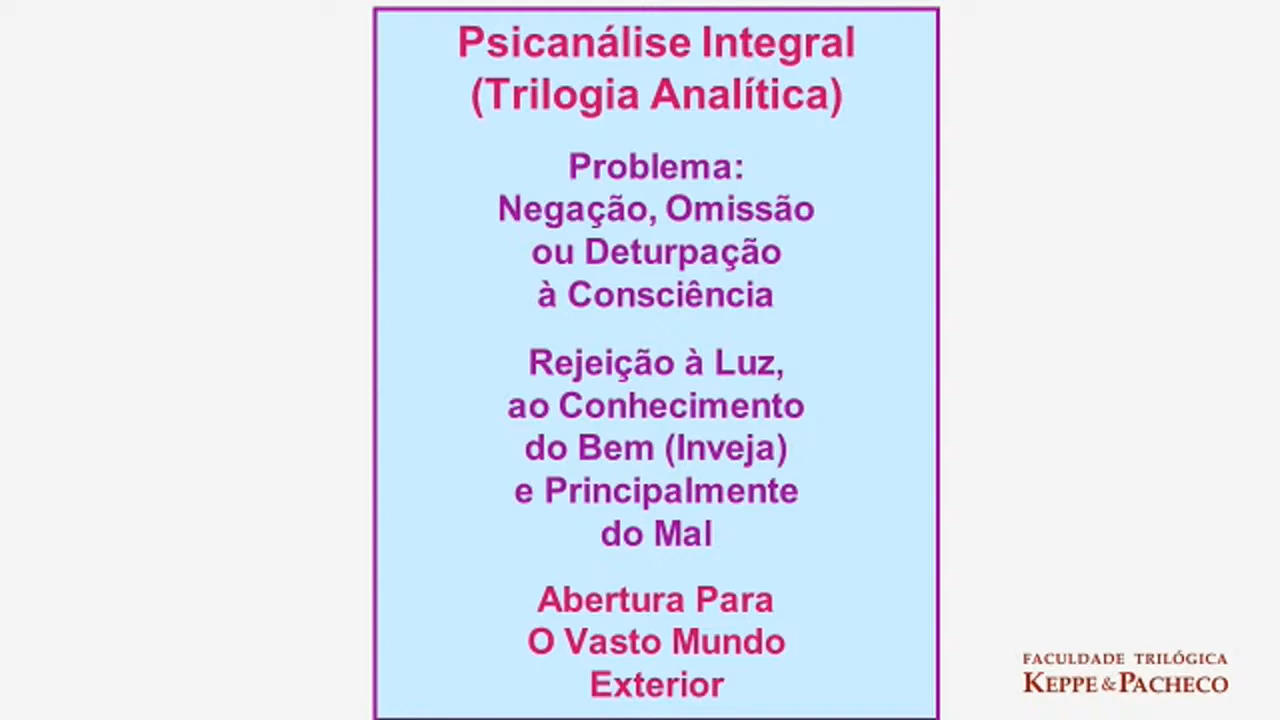 Psicanálise Integral
(Trilogia Analítica)
Problema:
Negação, Omissão
ou Deturpação
à Consciência
Rejeição à Luz,
ao Conhecimento
do Bem (Inveja)
e Principalmente
do Mal
Abertura Para
O Vasto Mundo
Exterior
FACULDADE TRILÓGICA
KEPPE & PACHECO